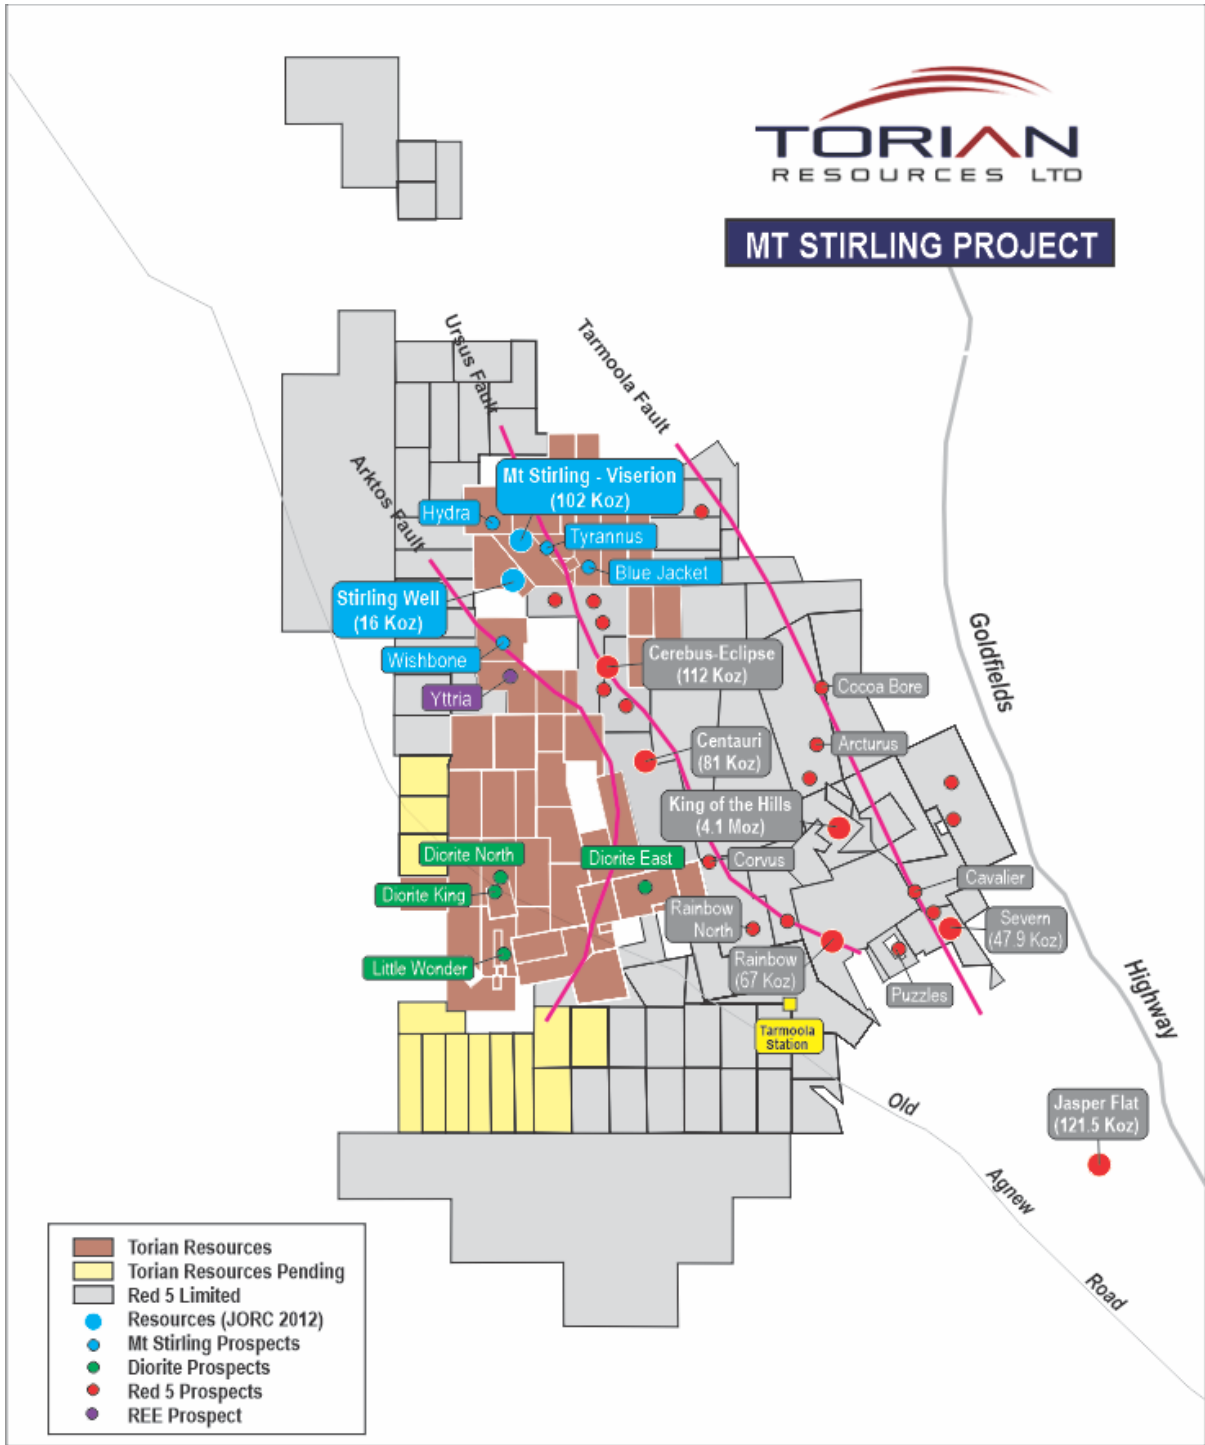 TORIAN
RESOURCES LTD
MT STIRLING PROJECT
Ursus Fault
Tarmoola Fault
Arktos Fault
Mt Stirling - Viserion
(102 Koz)
Hydra
Tyrannus
Blue Jacket
Stirling Well
(16 Koz)
Wishbone
Yttria
Cerebus-Eclipse
(112 Koz)
Goldfields
Cocoa Bore
Centauri
(81 Koz)
Arcturus
King of the Hills
(4.1 Moz)
Diorite North
Diorite East
Corvus
Diorite King
Cavalier
Rainbow
North
Severn
(47.9 Koz)
Little Wonder
Rainbow
(67 Koz)
Puzzles
Highway
Tarmoola
Station
Old
Agnew
Road
Jasper Flat
(121.5 Koz)
Torian Resources
Torian Resources Pending
Red 5 Limited
Resources (JORC 2012)
Mt Stirling Prospects
Diorite Prospects
Red 5 Prospects
REE Prospect